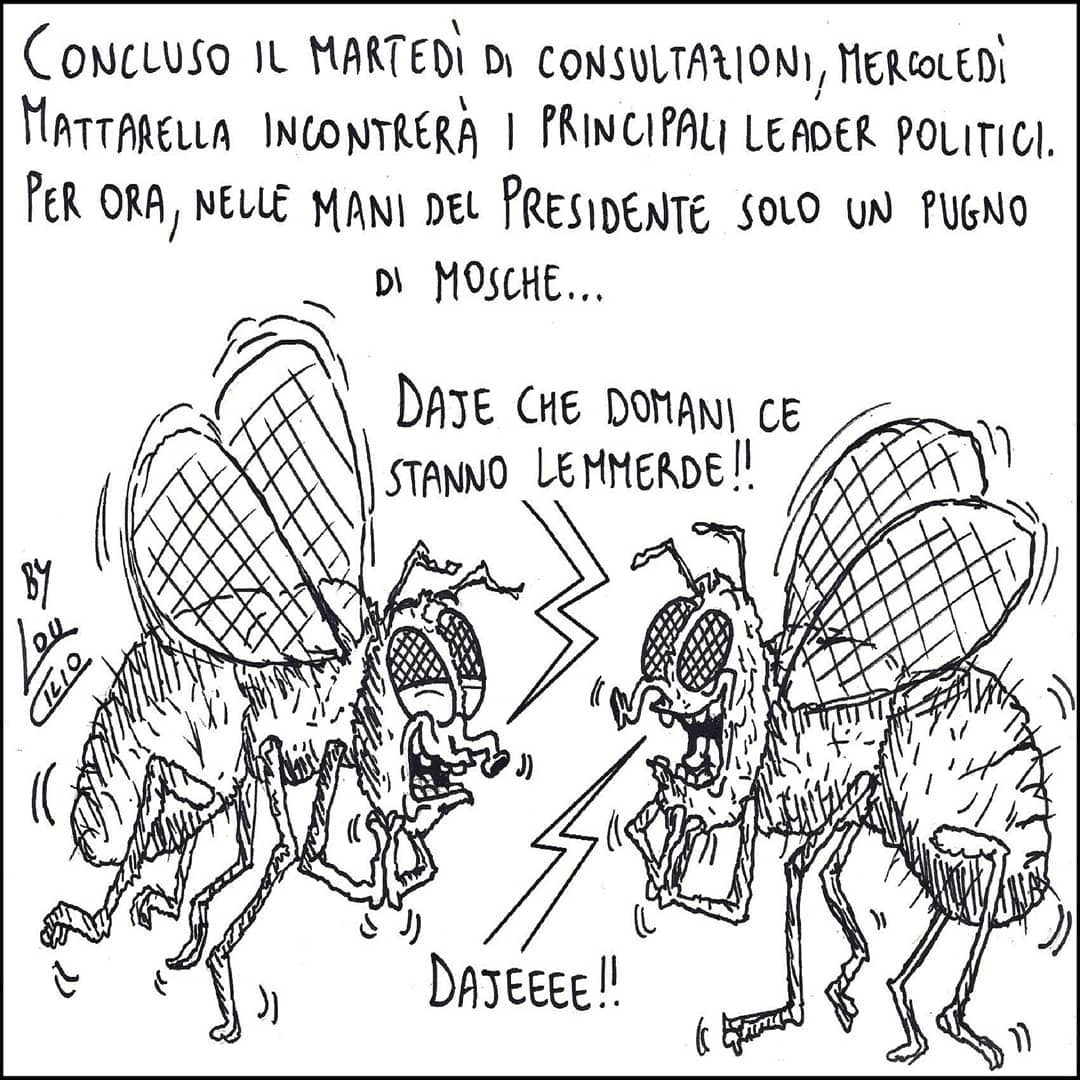 CONCLUSO IL MARTEDÌ DI CONSULTAZIONI, MERCOLEDÌ
MATTARELLA INCONTRERÀ I PRINCIPALI LEADER POLITICI.
PER ORA, NELLE MANI DEL PRESIDENTE SOLO UN PUGNO
DI MOSCHE...
DAJE CHE DOMANI CE
STANNO LEMMERDE!!
BY
LOU
CILIO
DAJEEEE!!